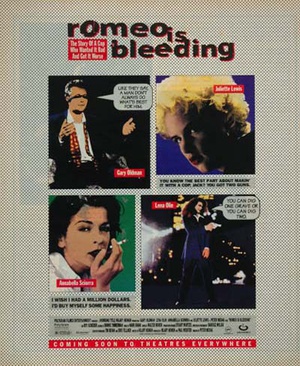 romeo is
bleeding
The Story Of A Cop
Who Wanted It Bad
And Got It Worse
LIKE THEY SAY,
A MAN DON'T
ALWAYS DO
WHAT'S BEST
FOR HIM.
Gary Oldman
Juliette Lewis
YOU KNOW THE BEST PART ABOUT MAKIN'
IT WITH A COP, JACK? YOU GOT TWO GUNS.
Annabella Sciorra
I WISH I HAD A MILLION DOLLARS.
I'D BUY MYSELF SOME HAPPINESS.
Lena Olin
YOU CAN DIG
ONE GRAVE OR
YOU CAN DIG
TWO.
COMING SOON TO THEATRES EVERYWHERE